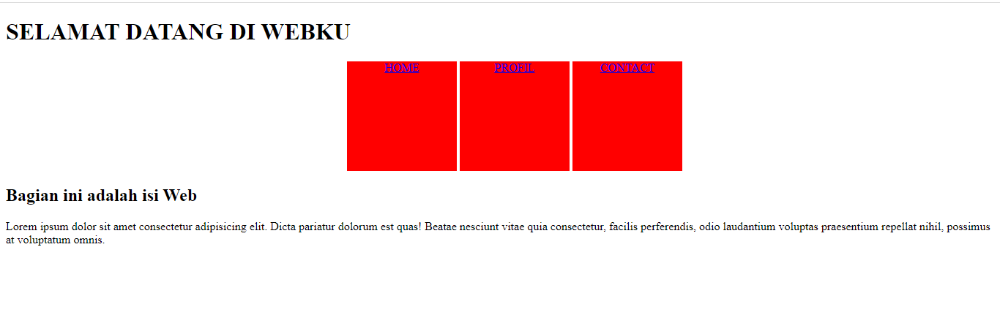 SELAMAT DATANG DI WEBKU
HOME PROFIL CONTACT
Bagian ini adalah isi Web
Lorem ipsum dolor sit amet consectetur adipisicing elit. Dicta pariatur dolorum est quas! Beatae nesciunt vitae quia consectetur, facilis perferendis, odio laudantium voluptas praesentium repellat nihil, possimus
at voluptatum omnis.